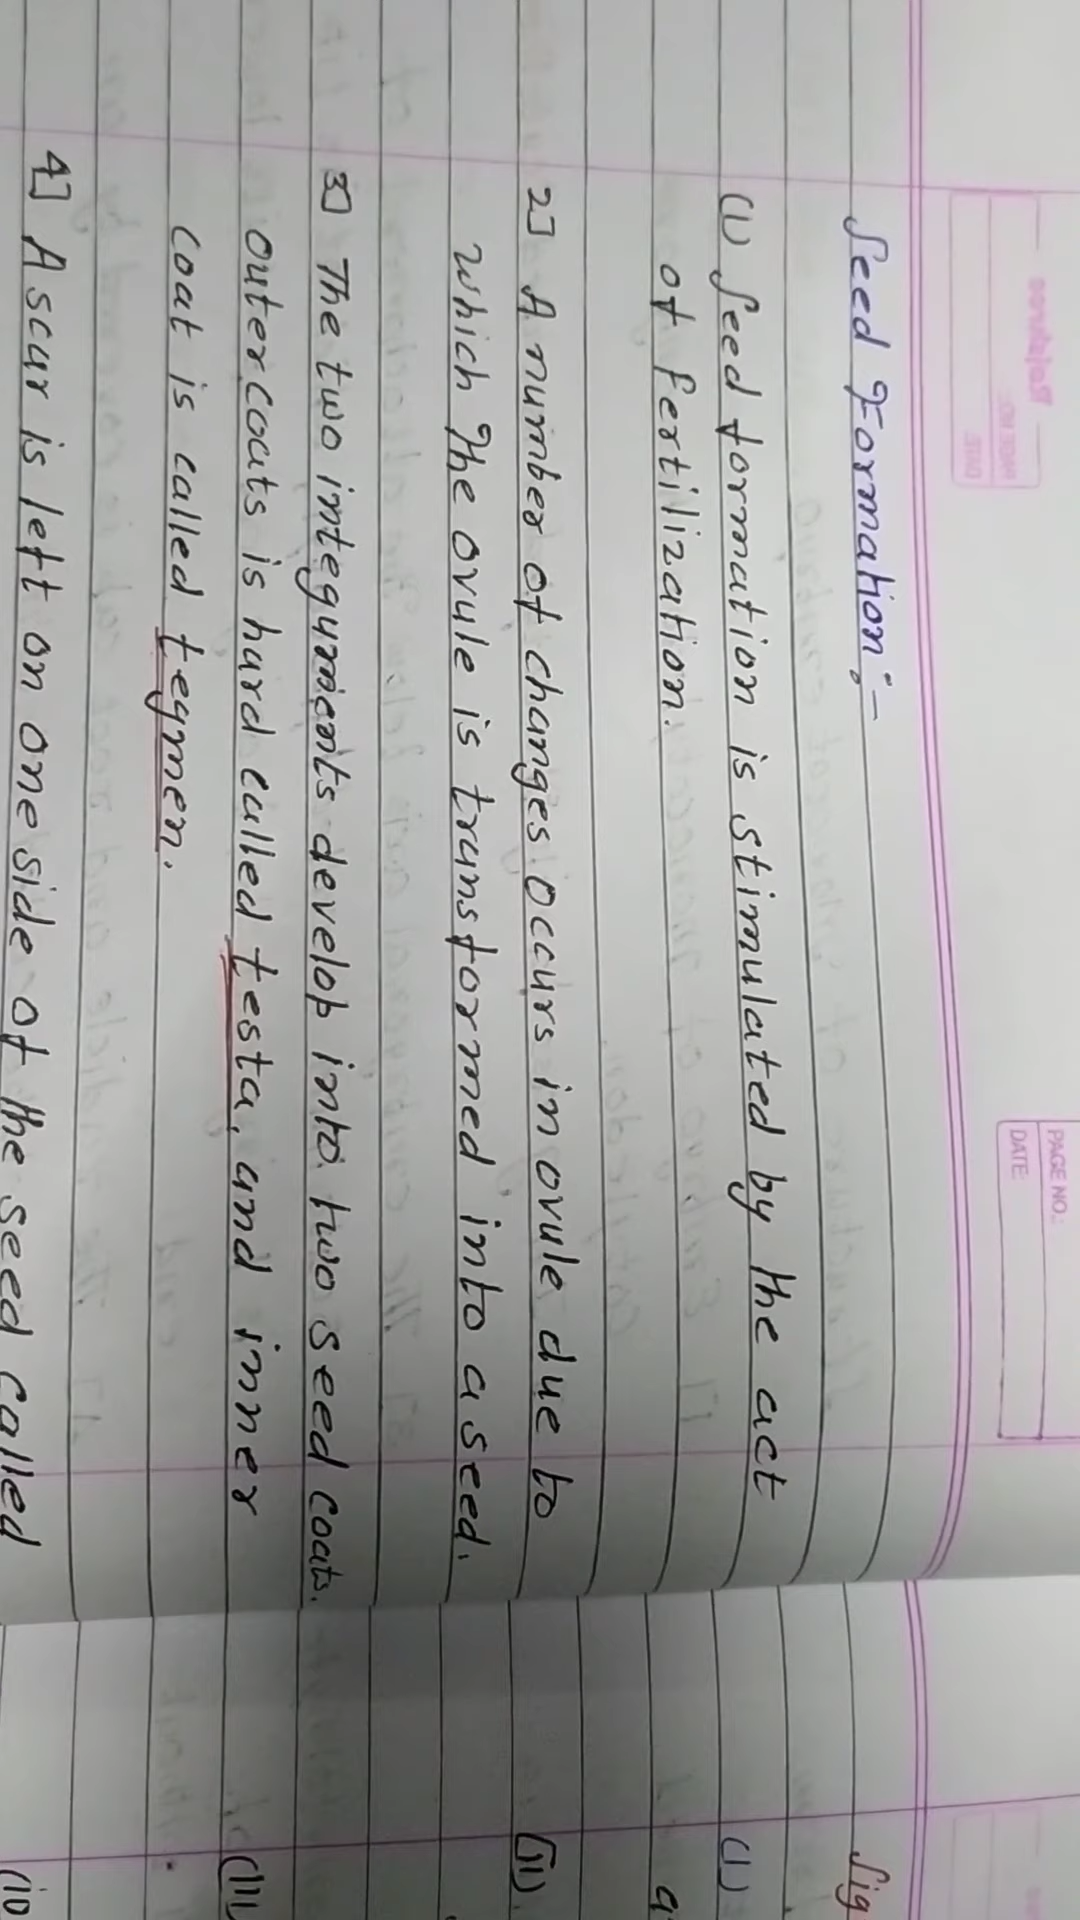 PAGE NO.:
DATE:
Seed Formation :-
(1) Seed formation is stimulated by the act
of fertilization.
2] A number of changes occurs in ovule due to
which the ovule is transformed into a seed.
3] The two integuments develop into two seed coats.
outer coats is hard called testa, and inner
coat is called tegmen.
4] A scar is left on one side of the seed called
Sig
(1)
(ii)
(iii)